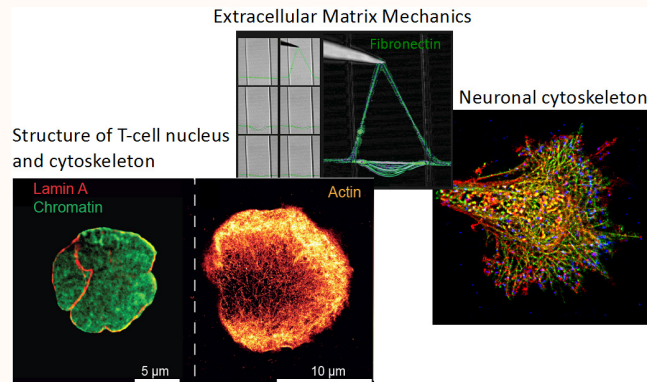 Extracellular Matrix Mechanics
Fibronectin
Neuronal cytoskeleton
Structure of T-cell nucleus
and cytoskeleton
Lamin A
Chromatin
Actin
5 µm
10 µm